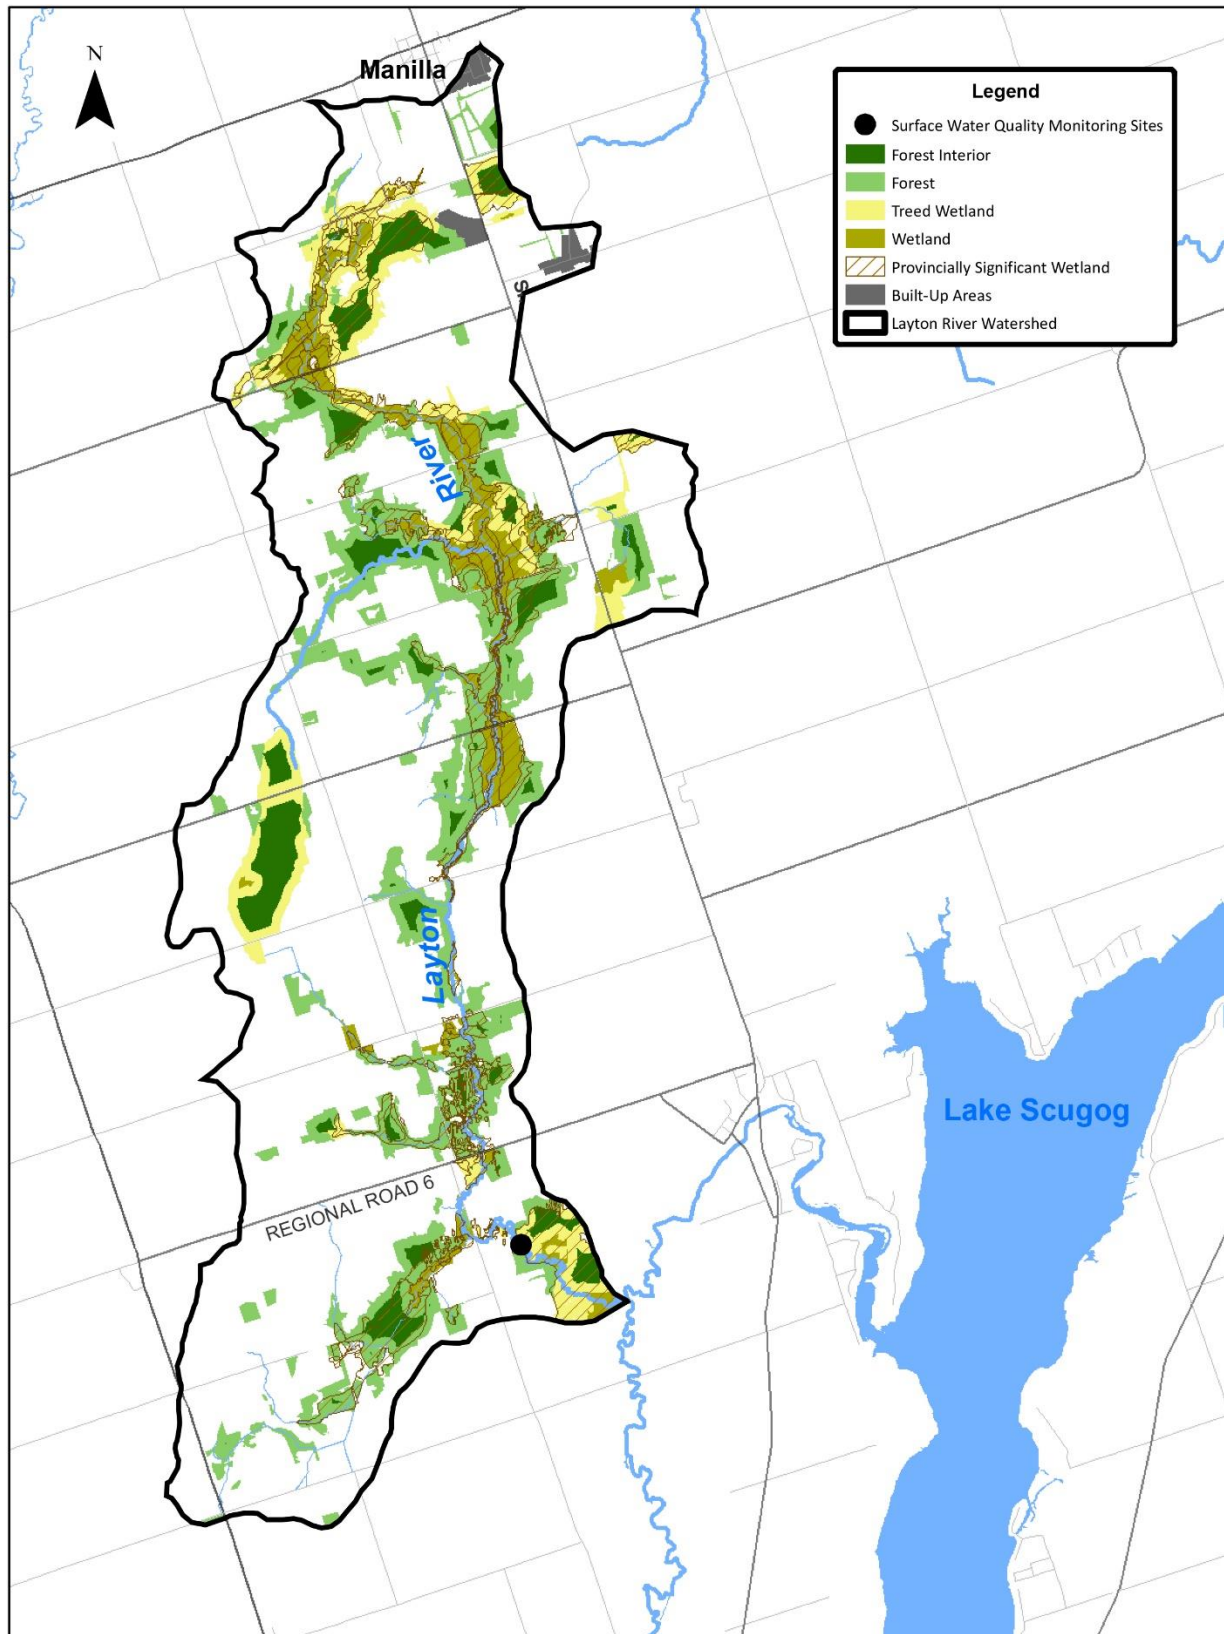 N
Manilla
Legend
Surface Water Quality Monitoring Sites
Forest Interior
Forest
Treed Wetland
Wetland
Provincially Significant Wetland
Built-Up Areas
Layton River Watershed
River
Layton
Lake Scugog
REGIONAL ROAD 6